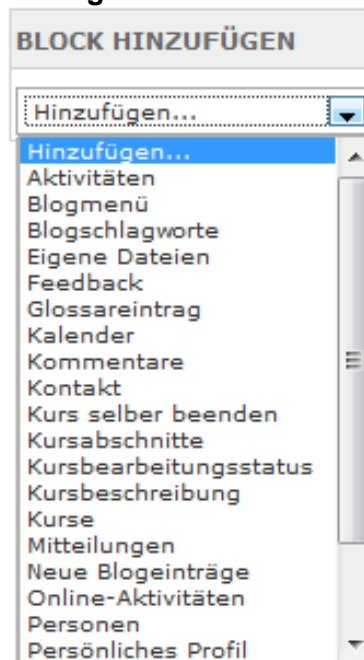 BLOCK HINZUFÜGEN
Hinzufügen...
Hinzufügen...
Aktivitäten
Blogmenü
Blogschlagworte
Eigene Dateien
Feedback
Glossareintrag
Kalender
Kommentare
Kontakt
Kurs selber beenden
Kursabschnitte
Kursbearbeitungsstatus
Kursbeschreibung
Kurse
Mitteilungen
Neue Blogeinträge
Online-Aktivitäten
Personen
Persönliches Profil